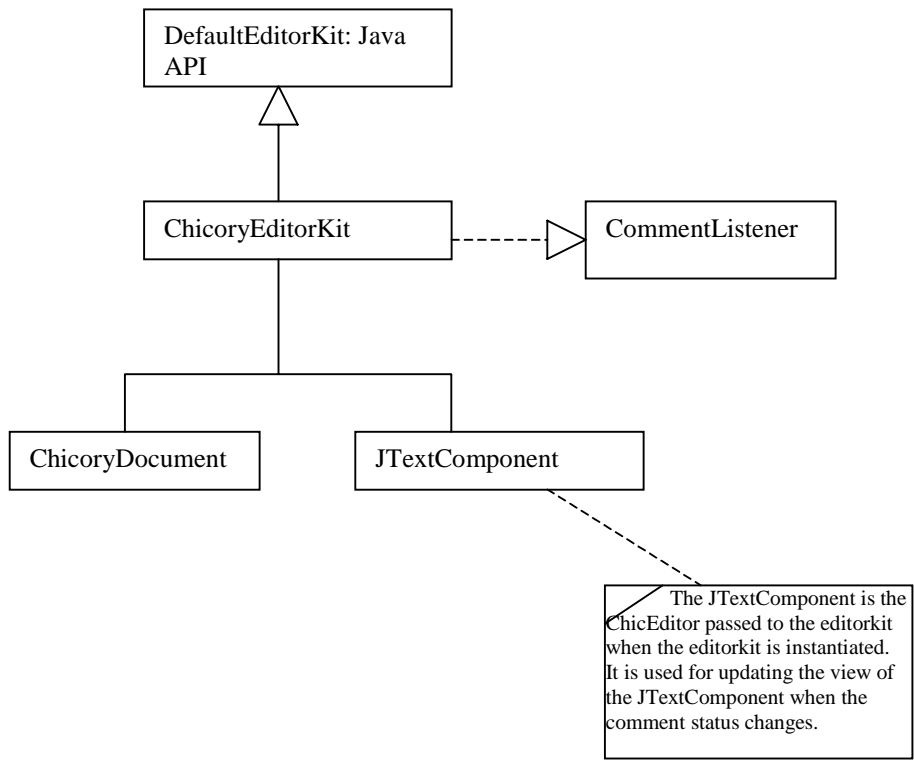 DefaultEditorKit: Java
API
ChicoryEditorKit
CommentListener
ChicoryDocument
JTextComponent
The JTextComponent is the
ChicEditor passed to the editorkit
when the editorkit is instantiated.
It is used for updating the view of
the JTextComponent when the
comment status changes.